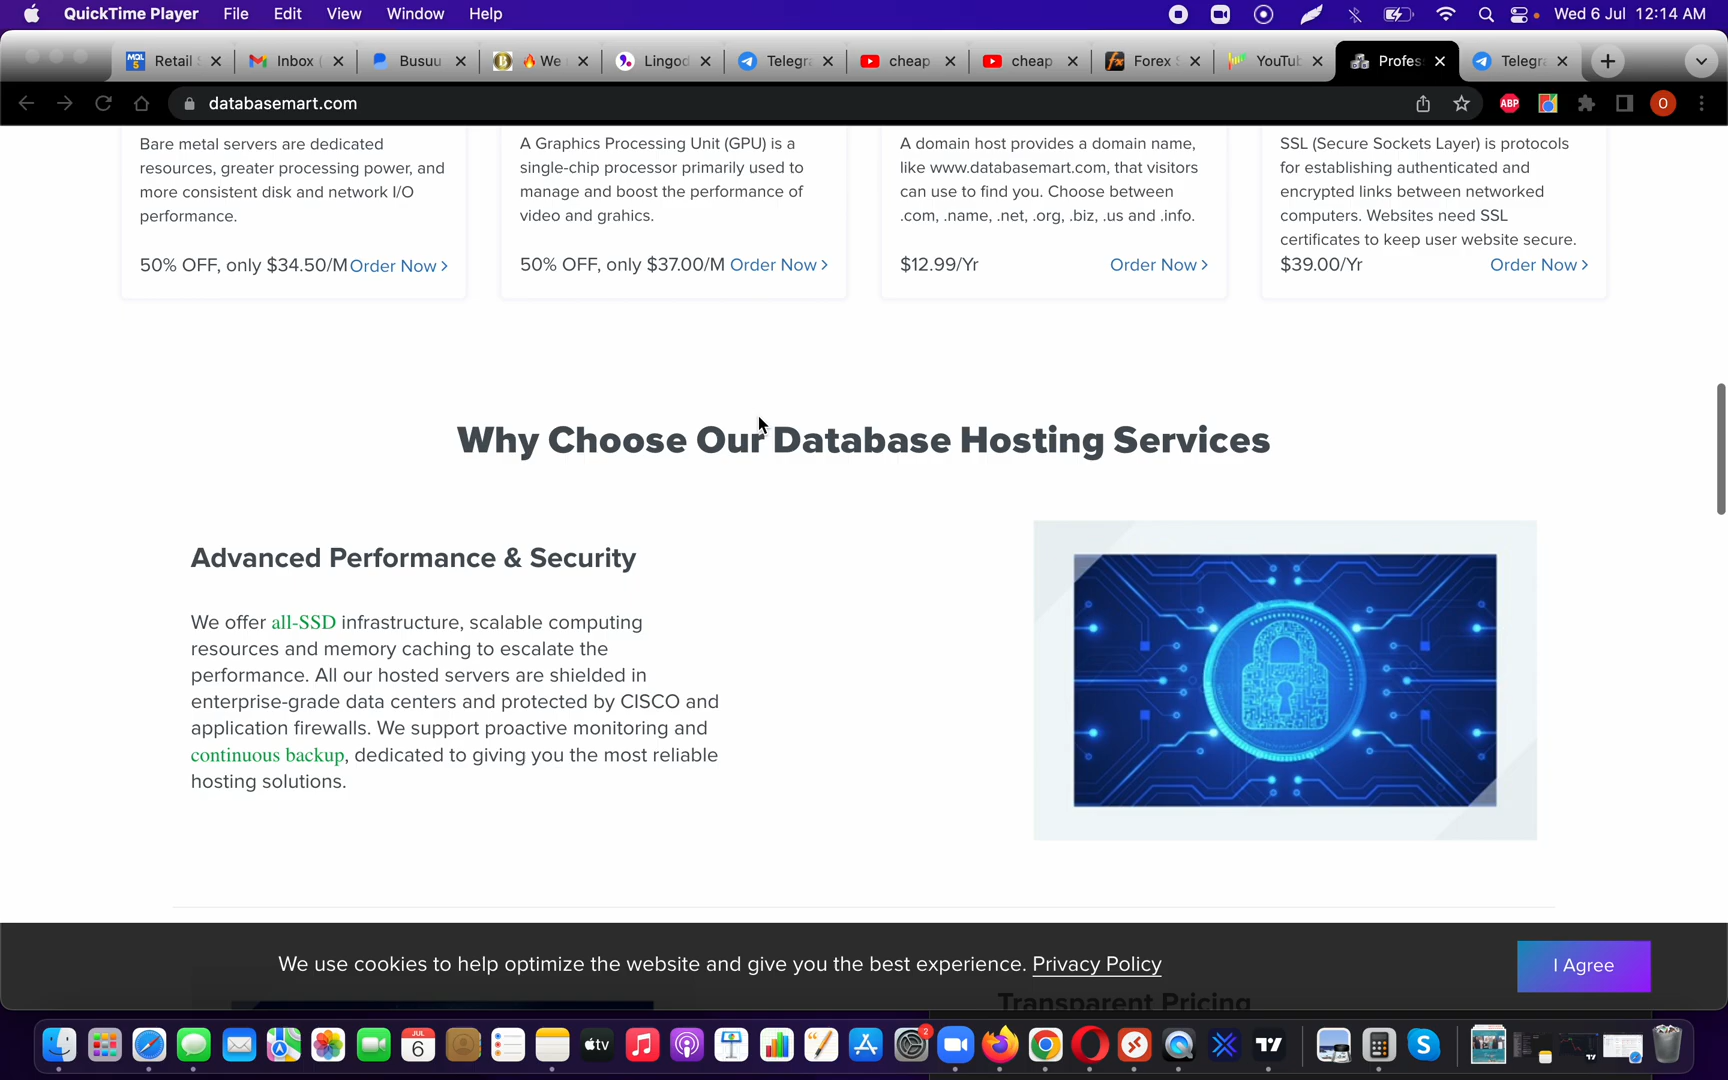 QuickTime Player File Edit View Window Help Wed 6 Jul 12:14 AM
MQL 5 Retail Inbox Busuu We Lingod Telegr cheap cheap Forex YouTub Profes Telegr
databasemart.com ABP O
Bare metal servers are dedicated
resources, greater processing power, and
more consistent disk and network I/O
performance.
50% OFF, only $34.50/M Order Now >
A Graphics Processing Unit (GPU) is a
single-chip processor primarily used to
manage and boost the performance of
video and grahics.
50% OFF, only $37.00/M Order Now >
A domain host provides a domain name,
like www.databasemart.com, that visitors
can use to find you. Choose between
.com, .name, .net, .org, .biz, .us and .info.
$12.99/Yr Order Now >
SSL (Secure Sockets Layer) is protocols
for establishing authenticated and
encrypted links between networked
computers. Websites need SSL
certificates to keep user website secure.
$39.00/Yr Order Now >
Why Choose Our Database Hosting Services
Advanced Performance & Security
We offer all-SSD infrastructure, scalable computing
resources and memory caching to escalate the
performance. All our hosted servers are shielded in
enterprise-grade data centers and protected by CISCO and
application firewalls. We support proactive monitoring and
continuous backup, dedicated to giving you the most reliable
hosting solutions.
We use cookies to help optimize the website and give you the best experience. Privacy Policy
I Agree
Transparent Pricing
JUL
6
tv
2